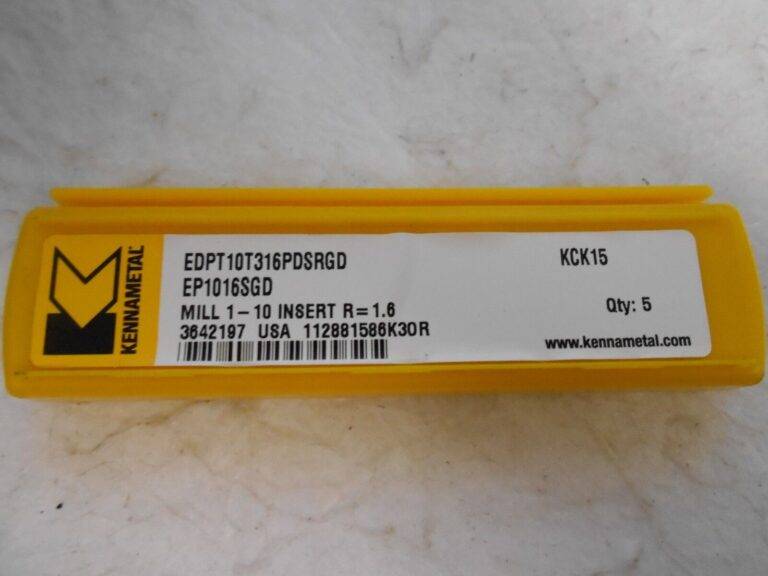 KENNAMETAL
EDPT10T316PDSRGD
KCK15
EP1016SGD
MILL 1-10 INSERT R=1.6
Qty: 5
3642197 USA 112881586K30R
www.kennametal.com